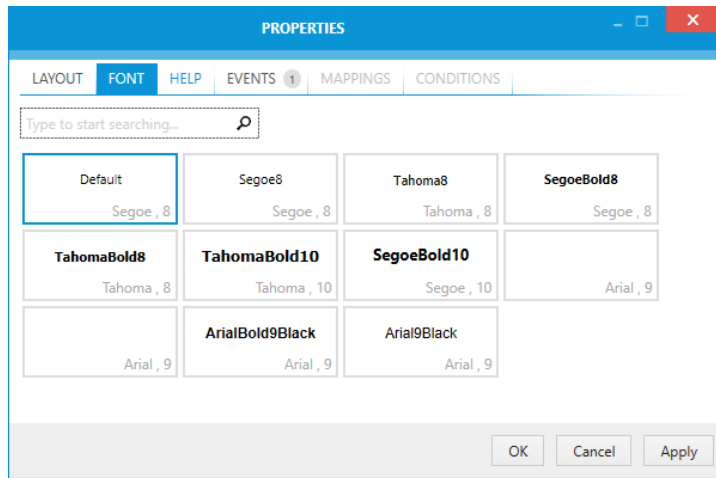 PROPERTIES
LAYOUT FONT HELP EVENTS 1 MAPPINGS CONDITIONS
Type to start searching...
Default Segoe8 Tahoma8 SegoeBold8
Segoe , 8 Segoe , 8 Tahoma , 8 Segoe , 8
TahomaBold8 TahomaBold10 SegoeBold10
Tahoma , 8 Tahoma , 10 Segoe , 10 Arial , 9
ArialBold9Black Arial9Black
Arial , 9 Arial , 9 Arial , 9
OK Cancel Apply